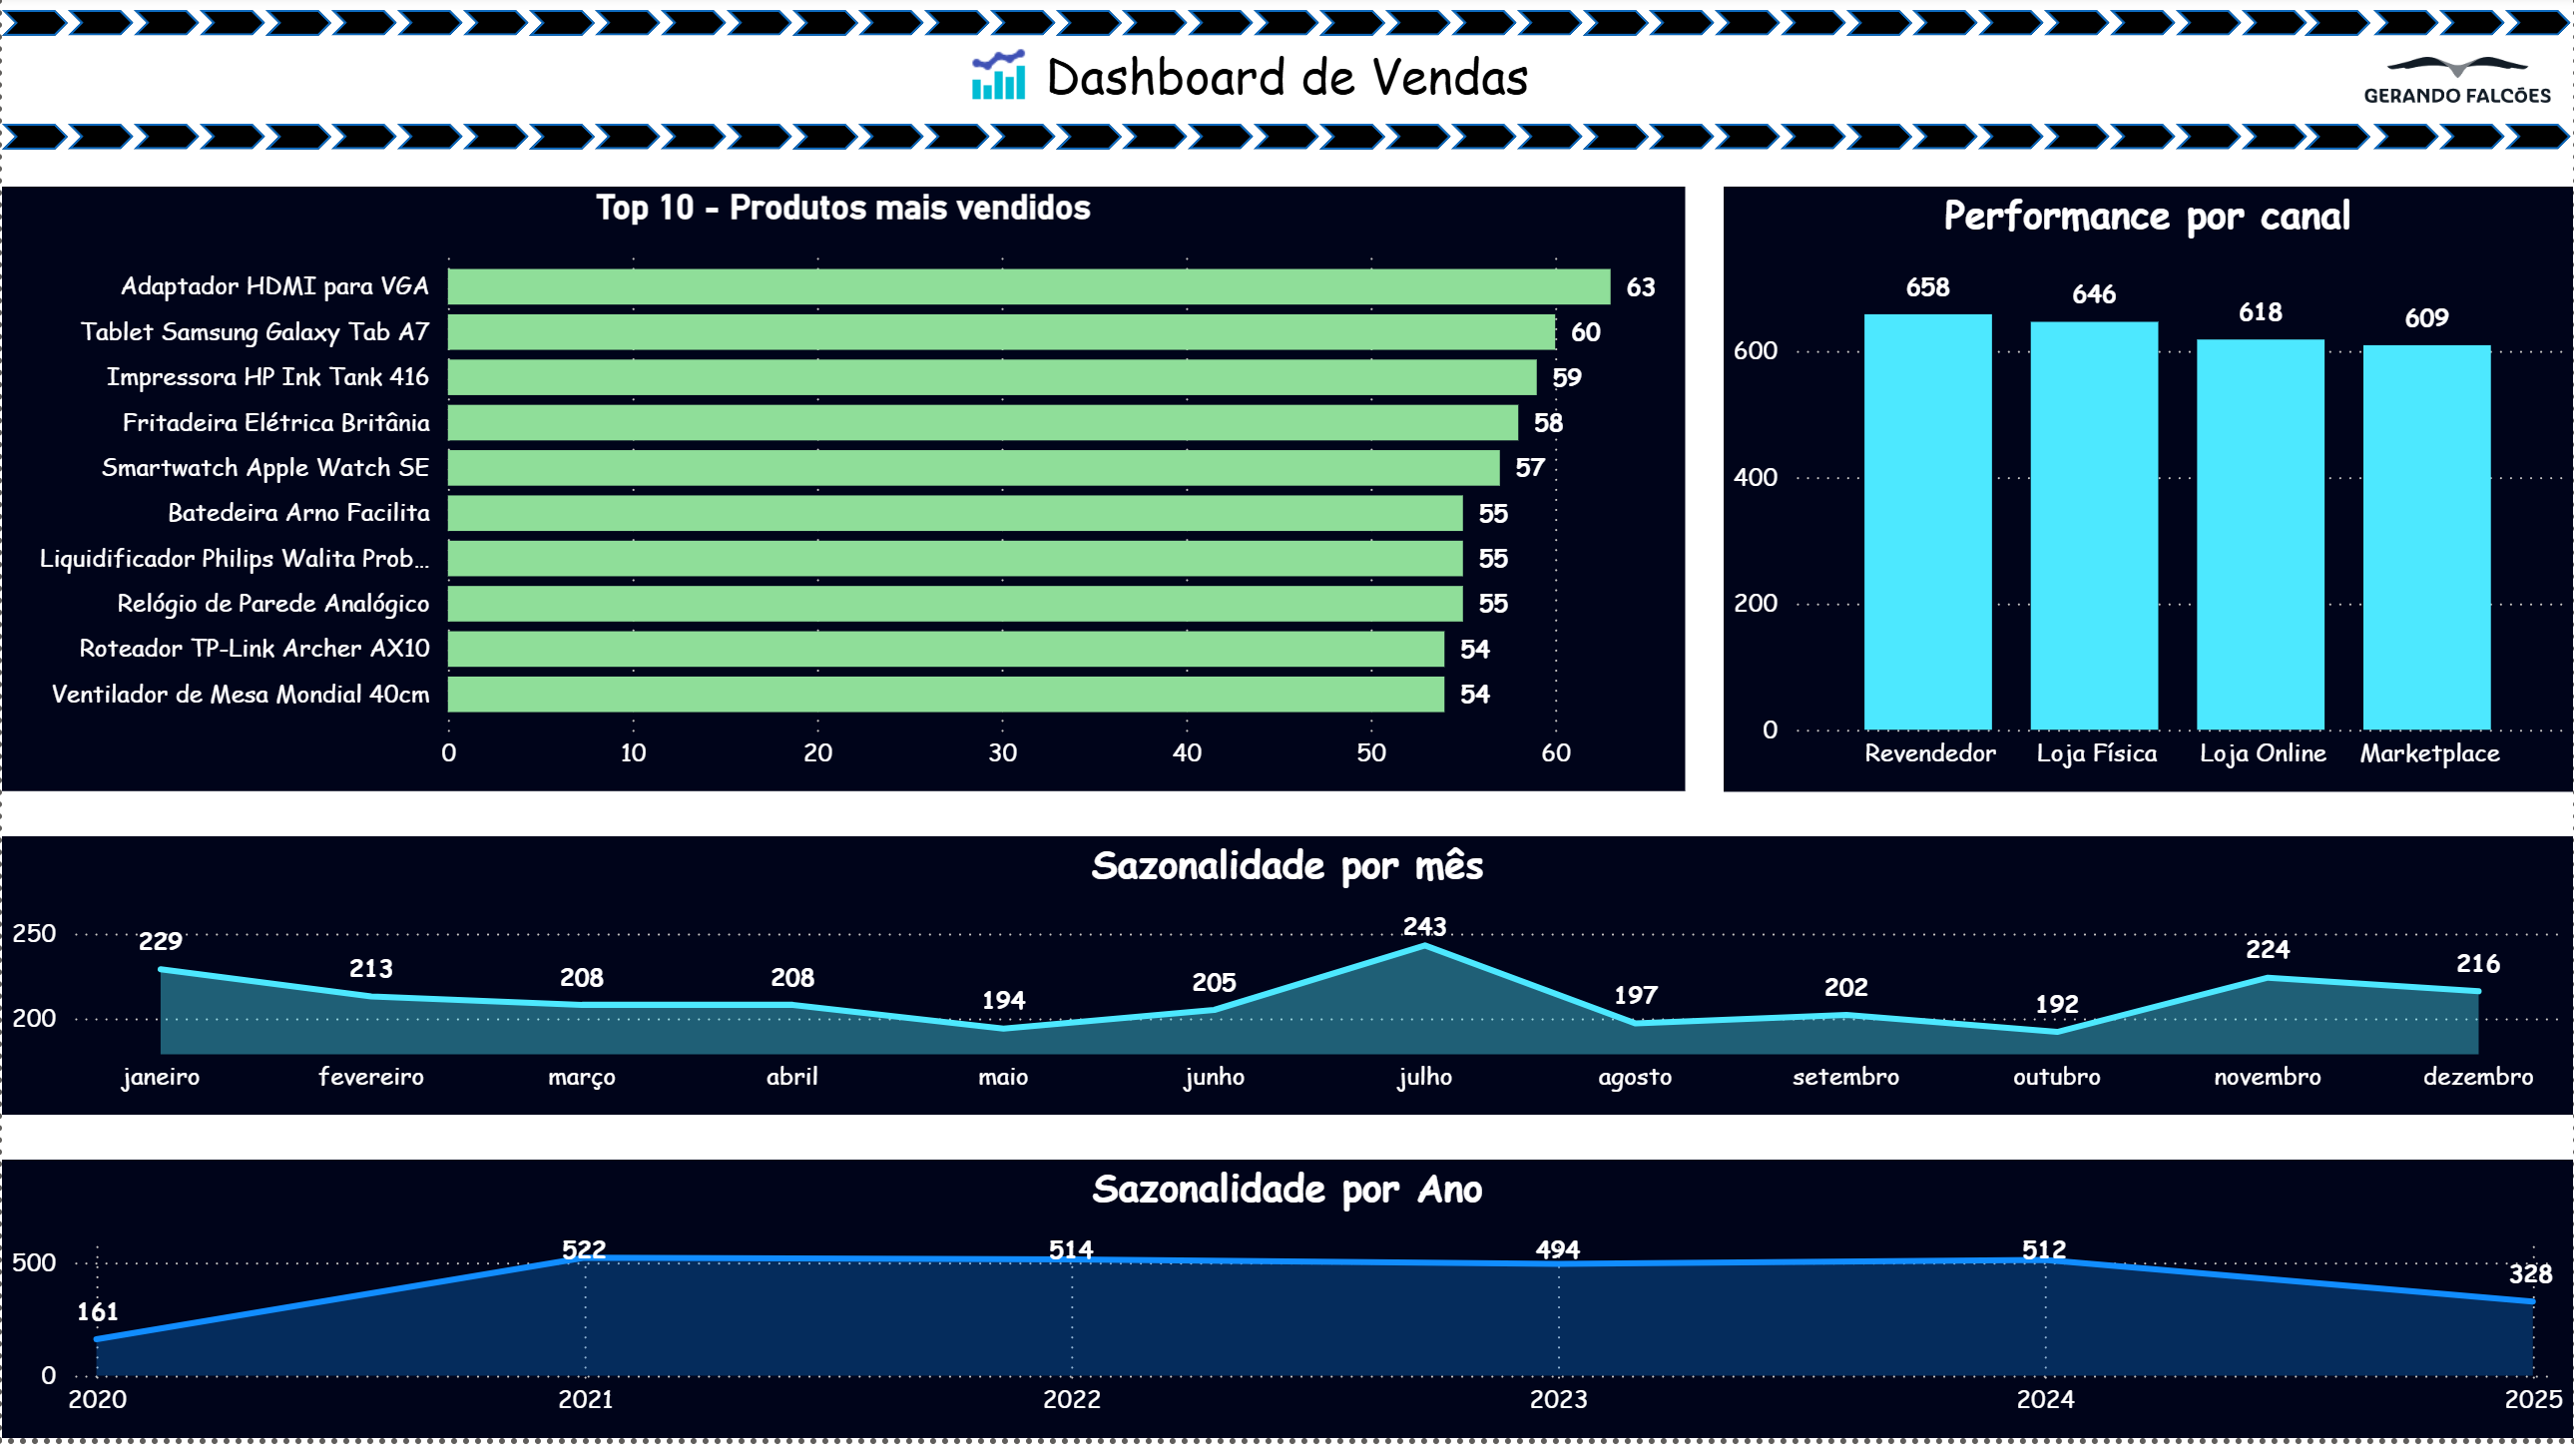 Dashboard de Vendas
GERANDO FALCÕES
Top 10 - Produtos mais vendidos
Adaptador HDMI para VGA 63
Tablet Samsung Galaxy Tab A7 60
Impressora HP Ink Tank 416 59
Fritadeira Elétrica Britânia 58
Smartwatch Apple Watch SE 57
Batedeira Arno Facilita 55
Liquidificador Philips Walita Prob... 55
Relógio de Parede Analógico 55
Roteador TP-Link Archer AX10 54
Ventilador de Mesa Mondial 40cm 54
0 10 20 30 40 50 60
Performance por canal
658 646 618 609
600
400
200
0
Revendedor Loja Física Loja Online Marketplace
Sazonalidade por mês
250
200
229 213 208 208 194 205 243 197 202 192 224 216
janeiro fevereiro março abril maio junho julho agosto setembro outubro novembro dezembro
Sazonalidade por Ano
500
0
161 522 514 494 512 328
2020 2021 2022 2023 2024 2025